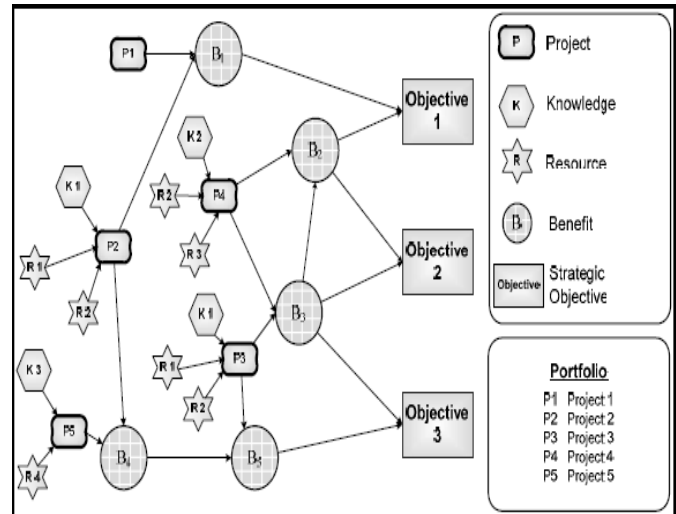 P1
B1
Objective
1
K2
R2
P4
R3
B2
K1
P2
R1
R2
Objective
2
B3
K1
R1
P3
R2
K3
P5
R4
B4
B5
Objective
3
P
Project
K
Knowledge
R
Resource
B
Benefit
Objective
Strategic
Objective
Portfolio
P1 Project 1
P2 Project 2
P3 Project 3
P4 Project 4
P5 Project 5